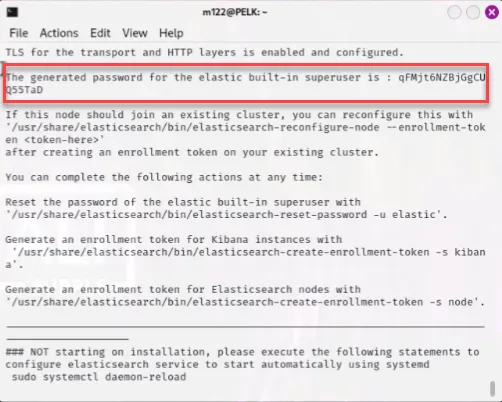 m122@PELK: ~
File Actions Edit View Help
TLS for the transport and HTTP layers is enabled and configured.
The generated password for the elastic built-in superuser is : qFMjt6NZBjGgCU
Q55TaD
If this node should join an existing cluster, you can reconfigure this with
'/usr/share/elasticsearch/bin/elasticsearch-reconfigure-node --enrollment-tok
en <token-here>'
after creating an enrollment token on your existing cluster.
You can complete the following actions at any time:
Reset the password of the elastic built-in superuser with
'/usr/share/elasticsearch/bin/elasticsearch-reset-password -u elastic'.
Generate an enrollment token for Kibana instances with
'/usr/share/elasticsearch/bin/elasticsearch-create-enrollment-token -s kiban
a'.
Generate an enrollment token for Elasticsearch nodes with
'/usr/share/elasticsearch/bin/elasticsearch-create-enrollment-token -s node'.
### NOT starting on installation, please execute the following statements to
configure elasticsearch service to start automatically using systemd
sudo systemctl daemon-reload